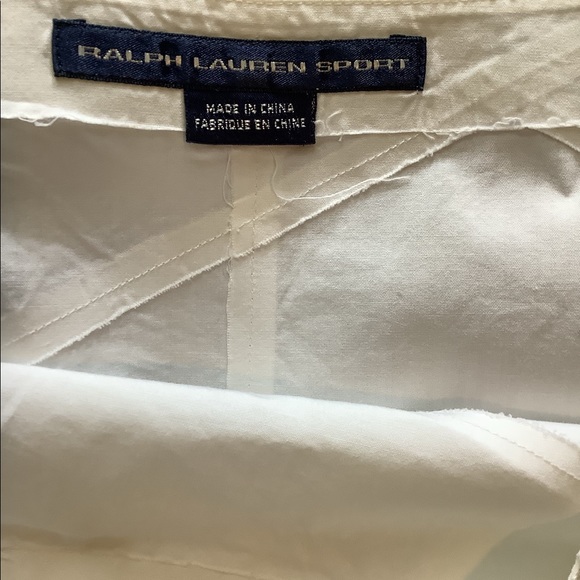 RALPH LAUREN SPORT
MADE IN CHINA
FABRIQUE EN CHINE